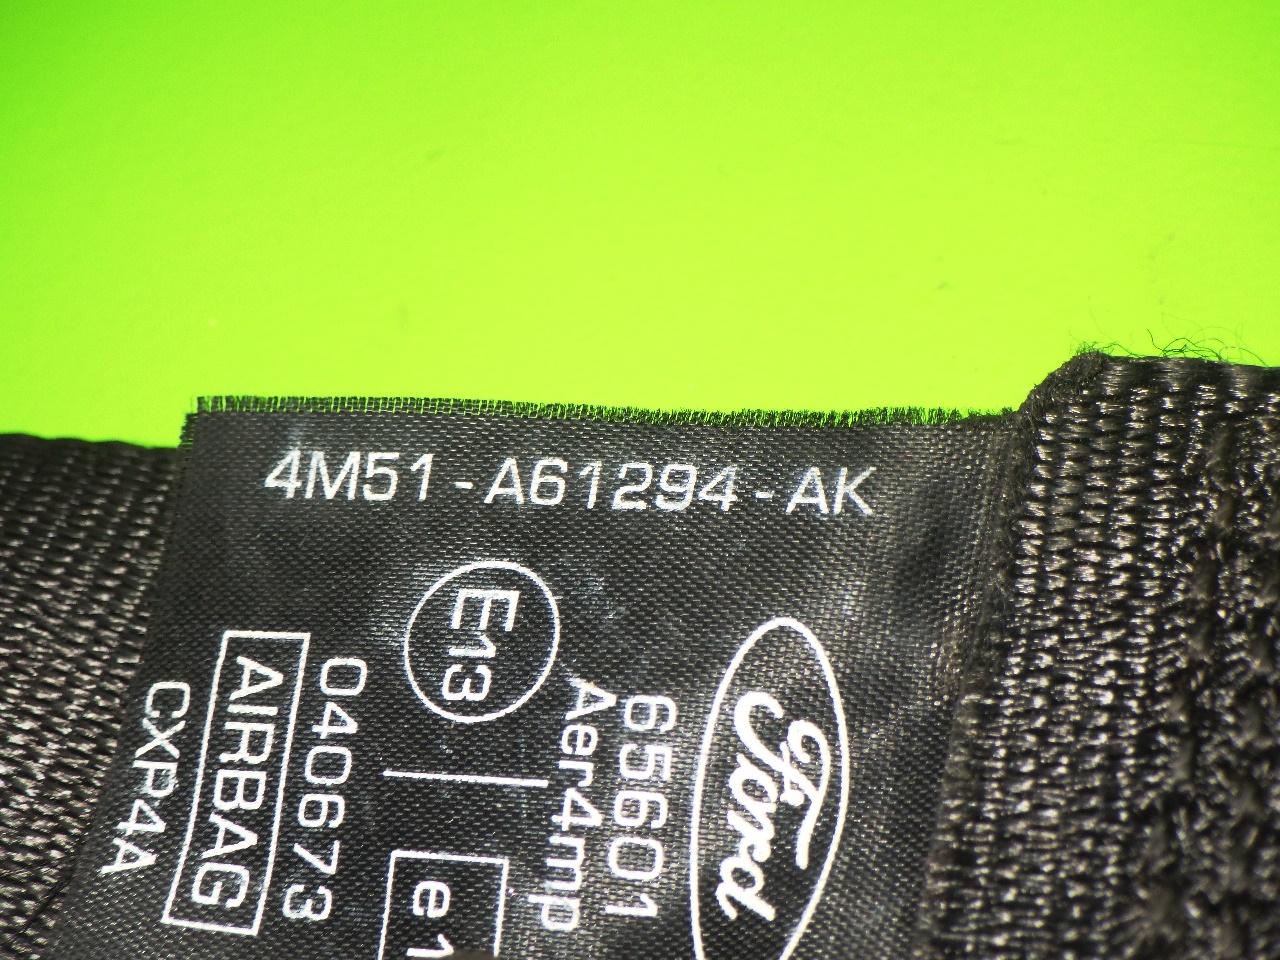 4M51-A61294-AK
Ford
65601
Aer4mp
E13
040673
AIRBAG
CXP4A